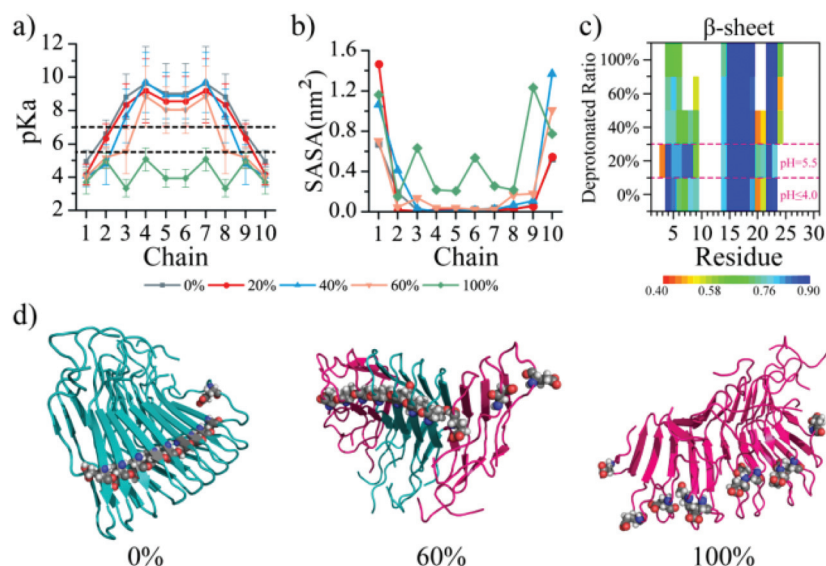 a)
12
10
8
6
4
2
pKa
1 2 3 4 5 6 7 8 9 10
Chain
b)
1.6
1.2
0.8
0.4
0.0
SASA(nm²)
1 2 3 4 5 6 7 8 9 10
Chain
0% 20% 40% 60% 100%
c)
β-sheet
Deprotonated Ratio
100%
60%
40%
20%
0%
pH=5.5
pH≤4.0
5 10 15 20 25 30
Residue
0.40 0.58 0.76 0.90
d)
0% 60% 100%